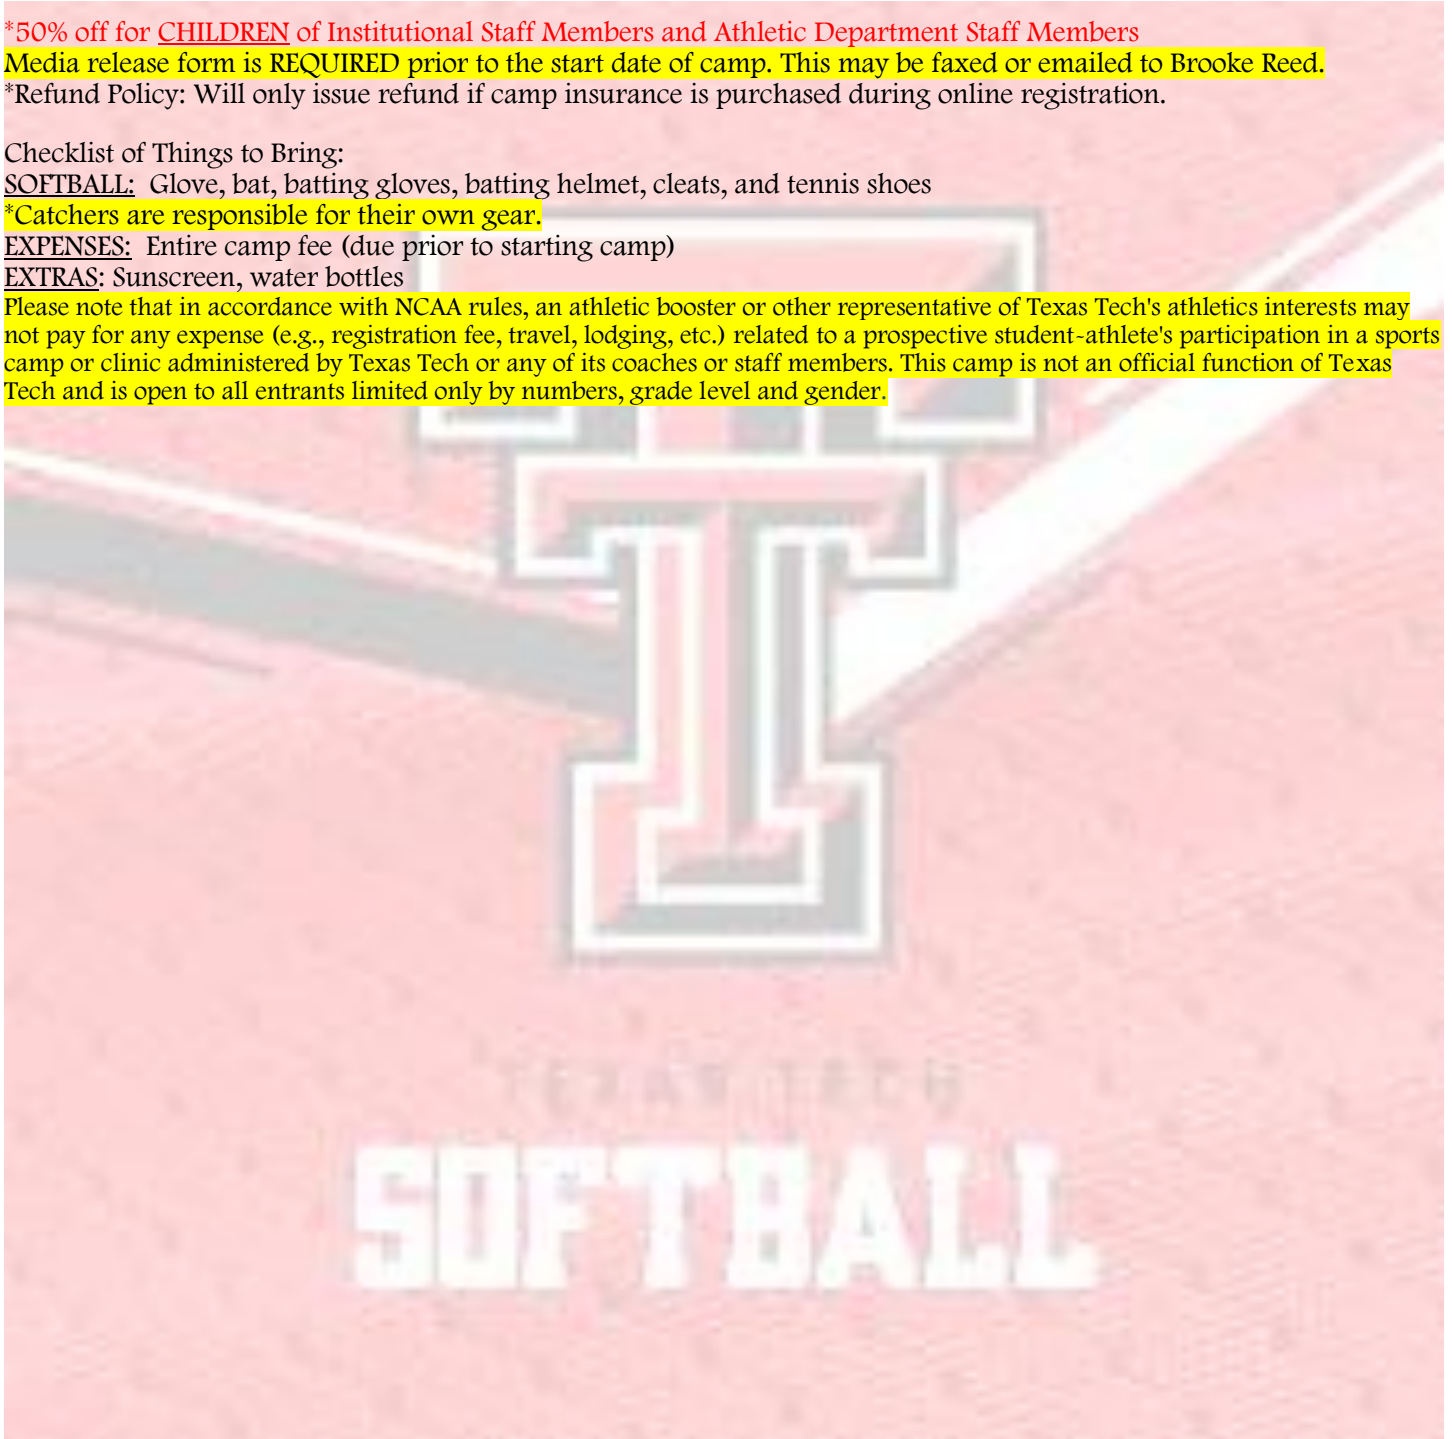 *50% off for CHILDREN of Institutional Staff Members and Athletic Department Staff Members
Media release form is REQUIRED prior to the start date of camp. This may be faxed or emailed to Brooke Reed.
*Refund Policy: Will only issue refund if camp insurance is purchased during online registration.
Checklist of Things to Bring:
SOFTBALL: Glove, bat, batting gloves, batting helmet, cleats, and tennis shoes
*Catchers are responsible for their own gear.
EXPENSES: Entire camp fee (due prior to starting camp)
EXTRAS: Sunscreen, water bottles
Please note that in accordance with NCAA rules, an athletic booster or other representative of Texas Tech's athletics interests may
not pay for any expense (e.g., registration fee, travel, lodging, etc.) related to a prospective student-athlete's participation in a sports
camp or clinic administered by Texas Tech or any of its coaches or staff members. This camp is not an official function of Texas
Tech and is open to all entrants limited only by numbers, grade level and gender.
TEXAS TECH
SOFTBALL